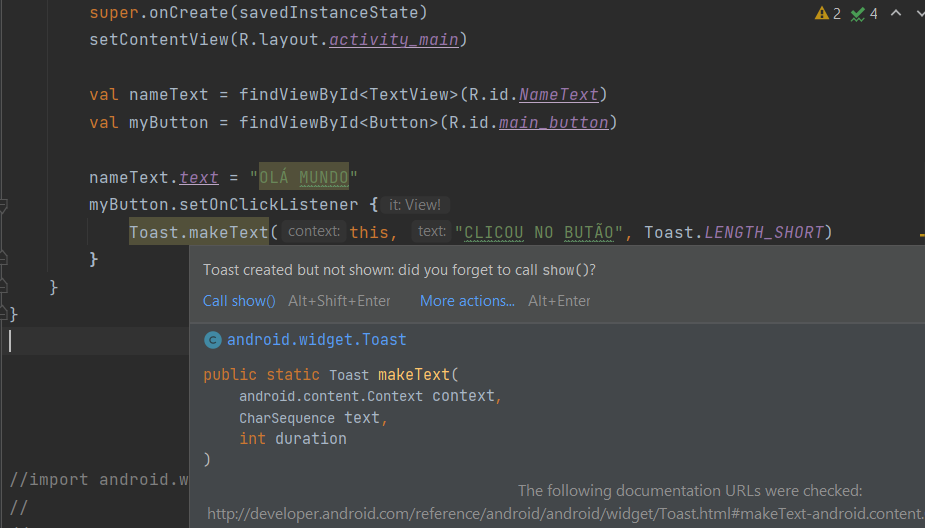 super.onCreate(savedInstanceState)
2 4
setContentView(R.layout.activity_main)
val nameText = findViewById<TextView>(R.id.NameText)
val myButton = findViewById<Button>(R.id.main_button)
nameText.text = "OLÁ MUNDO"
myButton.setOnClickListener { it: View!
Toast.makeText( context: this, text: "CLICOU NO BUTÃO", Toast.LENGTH_SHORT)
}
}
}
Toast created but not shown: did you forget to call show()?
Call show() Alt+Shift+Enter More actions... Alt+Enter
C android.widget.Toast
public static Toast makeText(
android.content.Context context,
CharSequence text,
int duration
)
The following documentation URLs were checked:
http://developer.android.com/reference/android/android/widget/Toast.html#makeText-android.content.
//import android.w
//